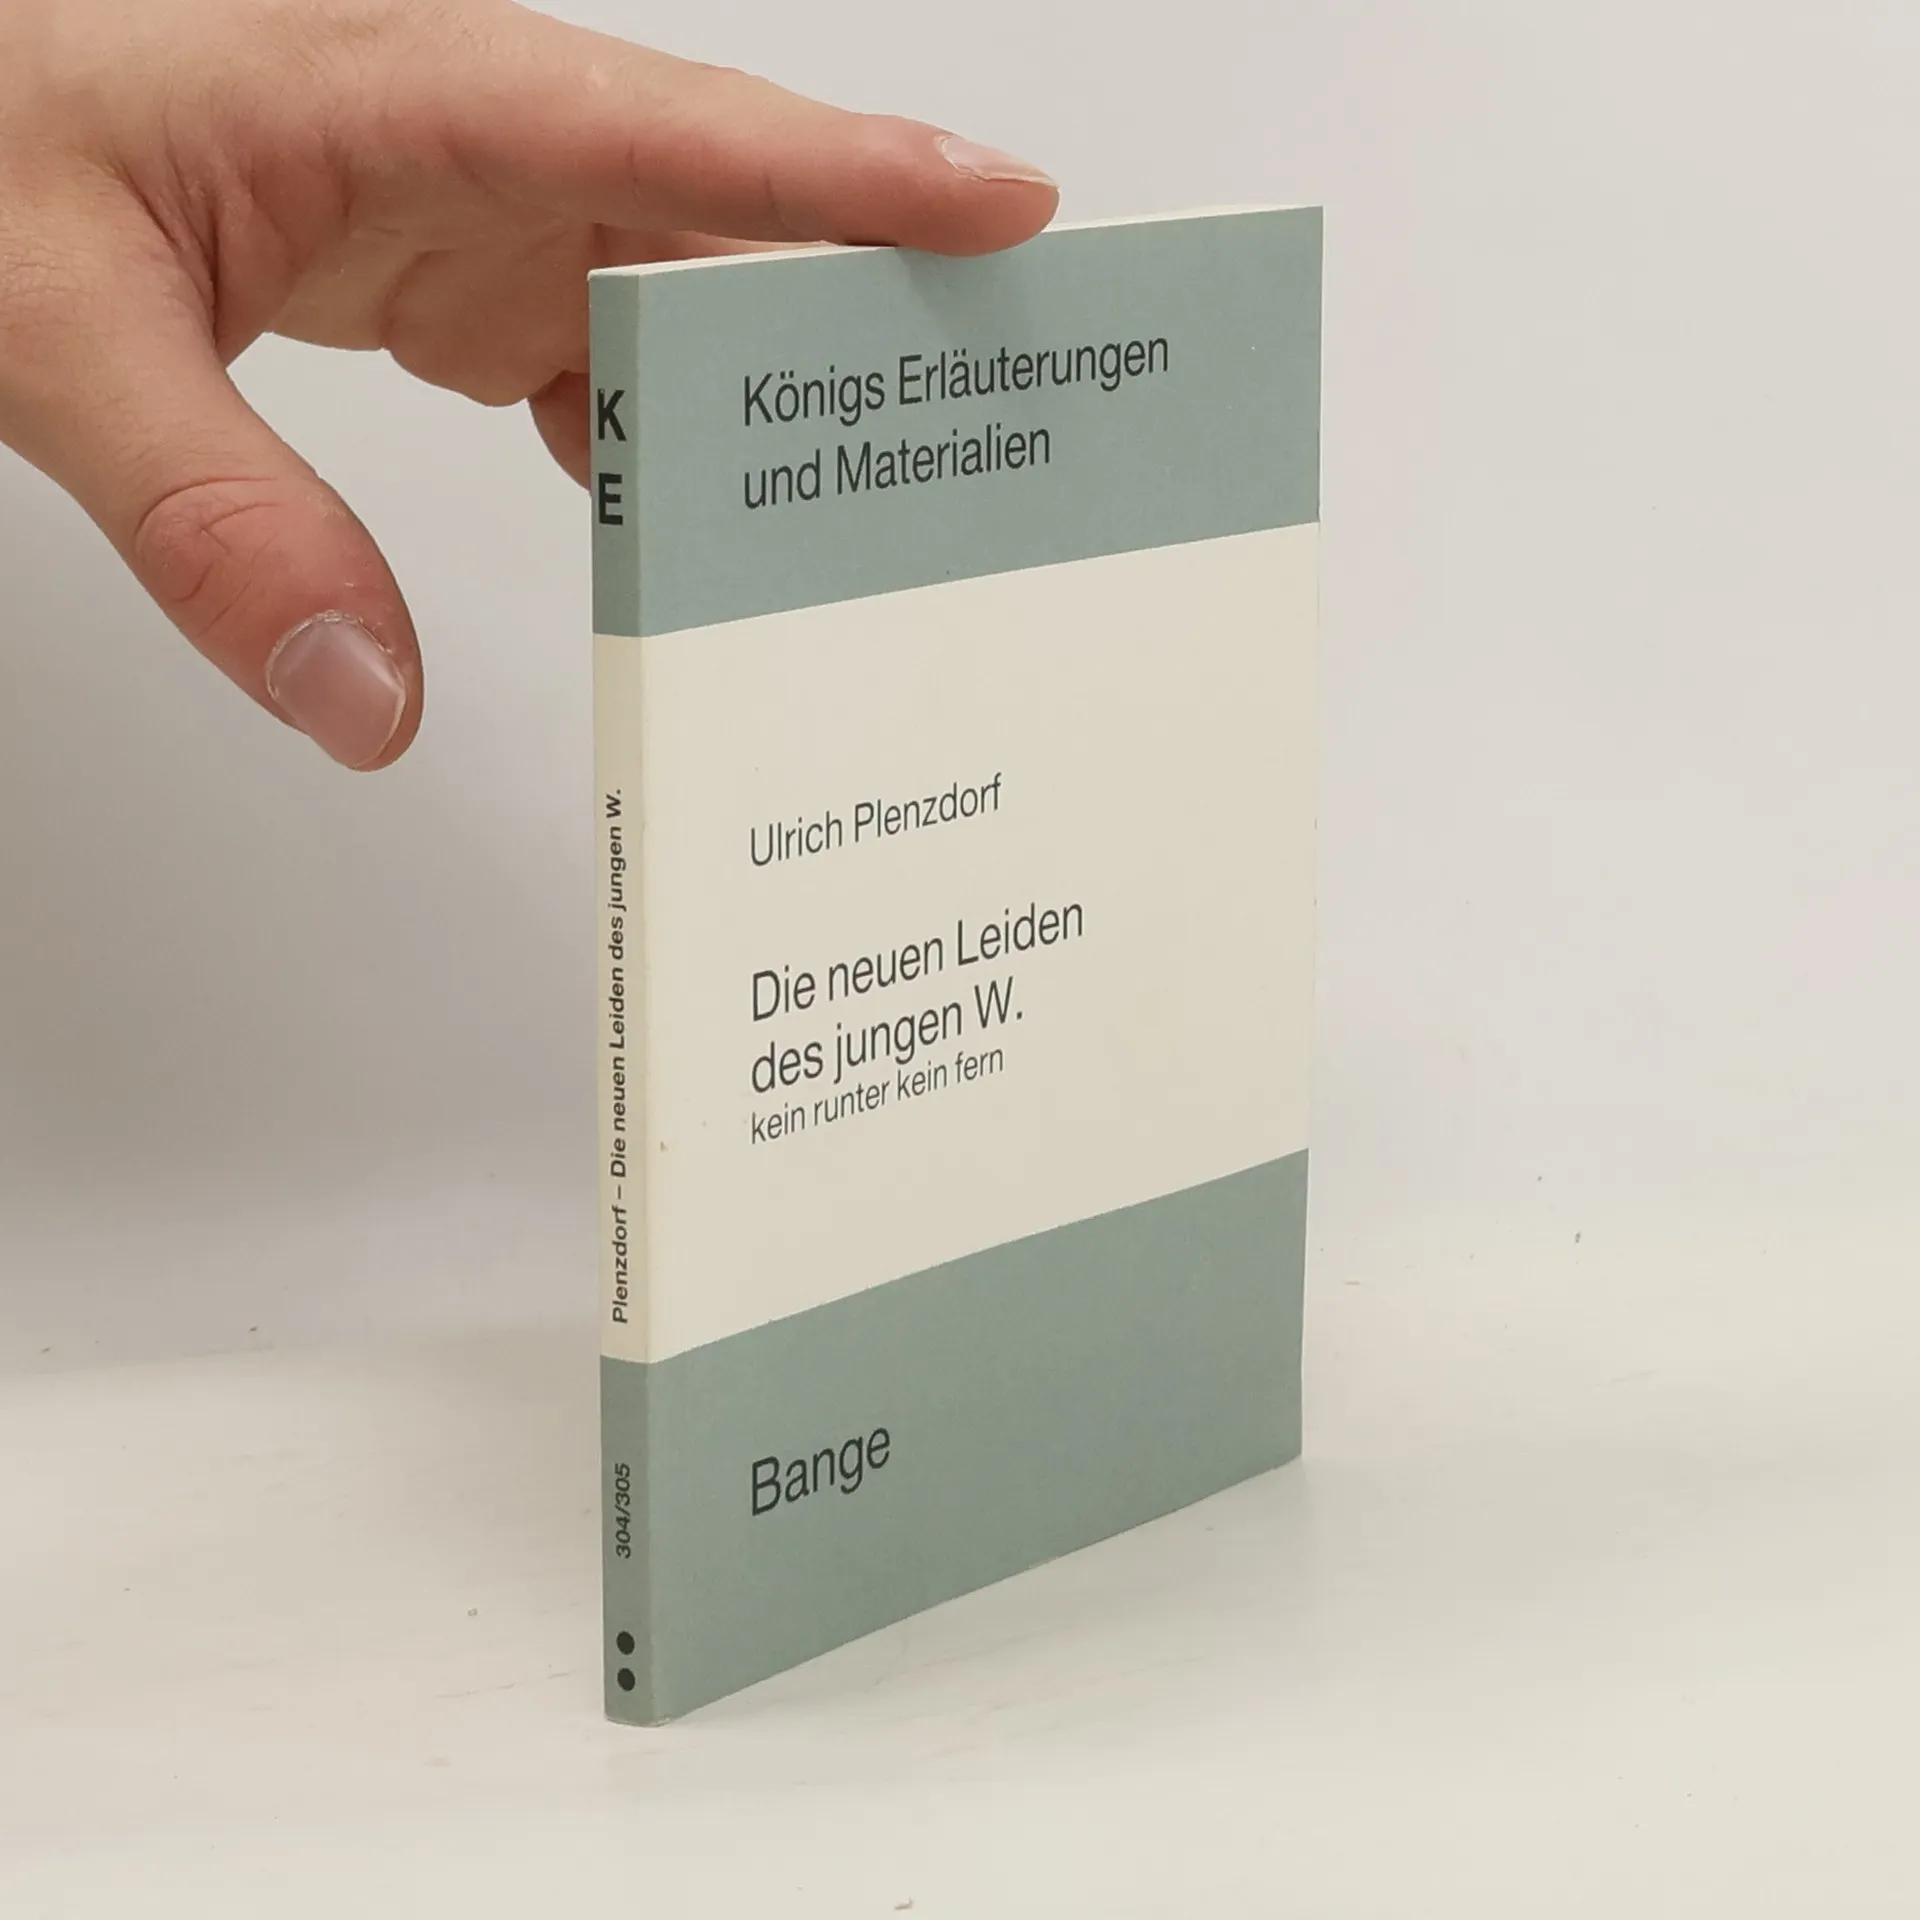 K
E
Plenzdorf – Die neuen Leiden des jungen W.
304/305
Königs Erläuterungen
und Materialien
Ulrich Plenzdorf
Die neuen Leiden
des jungen W.
kein runter kein fern
Bange